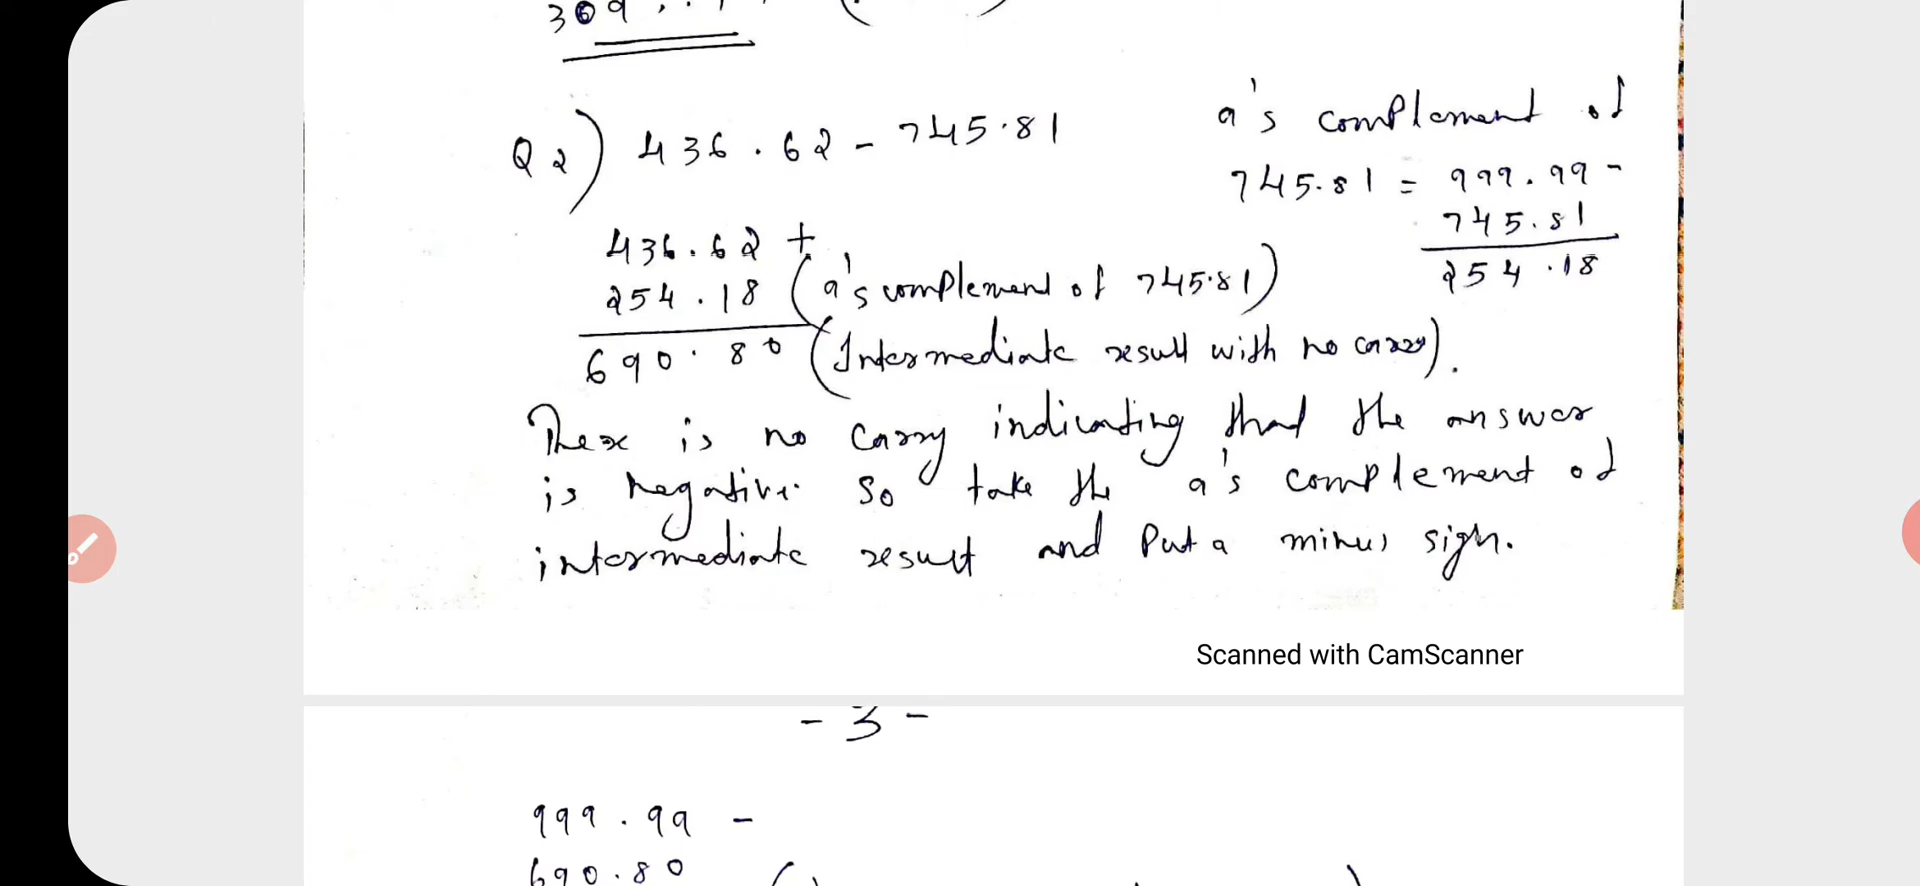 309
Q2) 436.62 - 745.81
9's complement of
745.81 = 999.99 -
745.81
254.18
436.62 +
254.18 (9's complement of 745.81)
690.80 (Intermediate result with no carry).
There is no carry indicating that the answer
is negative. So take the 9's complement of
intermediate result and Put a minus sign.
Scanned with CamScanner
- 3 -
999.99 -
690.80